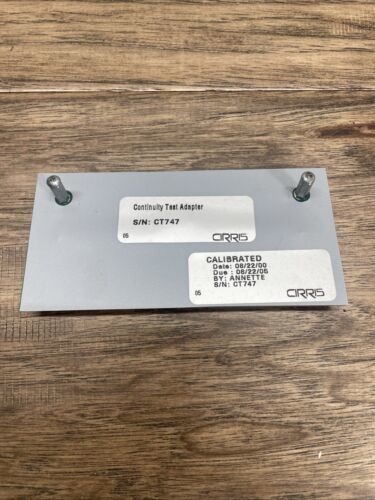 Continuity Test Adapter
S/N: CT747
05
CIRRIS
CALIBRATED
Date: 08/22/00
Due : 08/22/05
BY: ANNETTE
S/N: CT747
05
CIRRIS